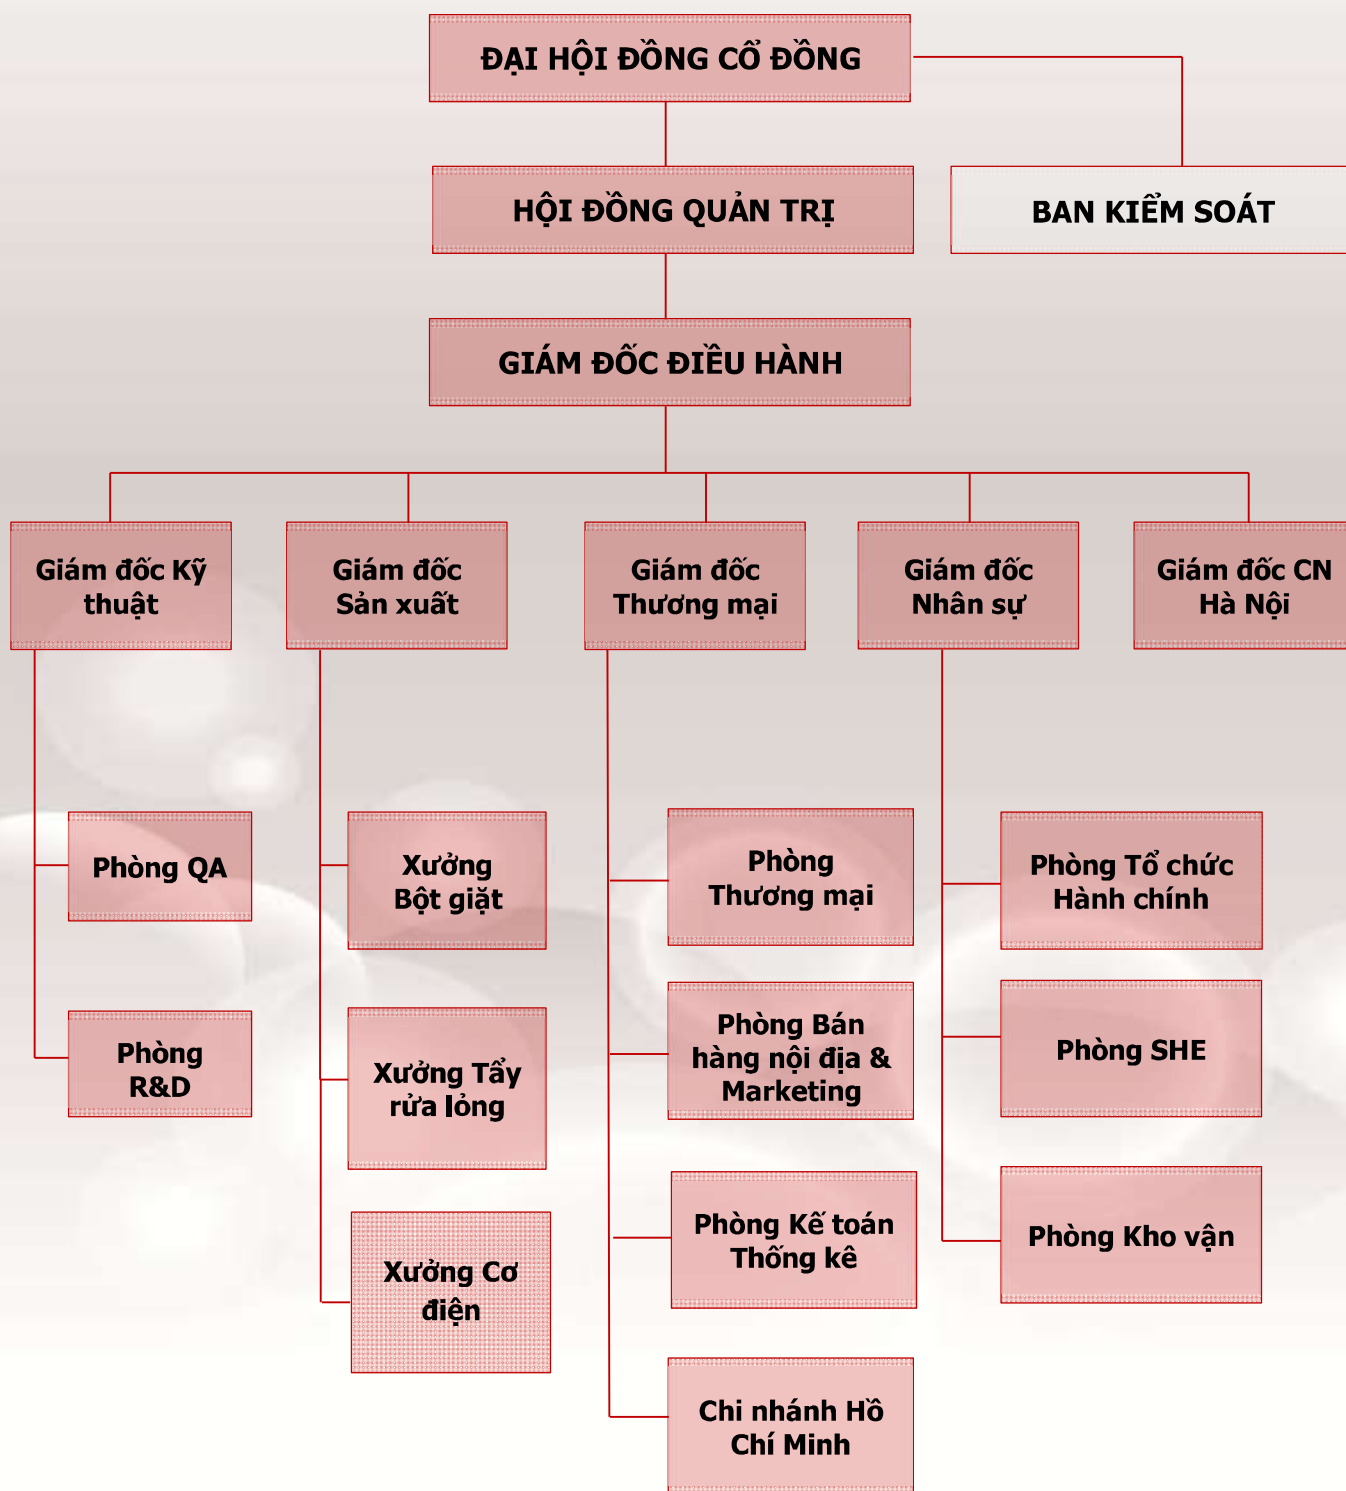 ĐẠI HỘI ĐỒNG CỔ ĐỒNG
HỘI ĐỒNG QUẢN TRỊ
BAN KIỂM SOÁT
GIÁM ĐỐC ĐIỀU HÀNH
Giám đốc Kỹ
thuật
Giám đốc
Sản xuất
Giám đốc
Thương mại
Giám đốc
Nhân sự
Giám đốc CN
Hà Nội
Phòng QA
Phòng
R&D
Xưởng
Bột giặt
Xưởng Tẩy
rửa lỏng
Xưởng Cơ
điện
Phòng
Thương mại
Phòng Bán
hàng nội địa &
Marketing
Phòng Kế toán
Thống kê
Chi nhánh Hồ
Chí Minh
Phòng Tổ chức
Hành chính
Phòng SHE
Phòng Kho vận